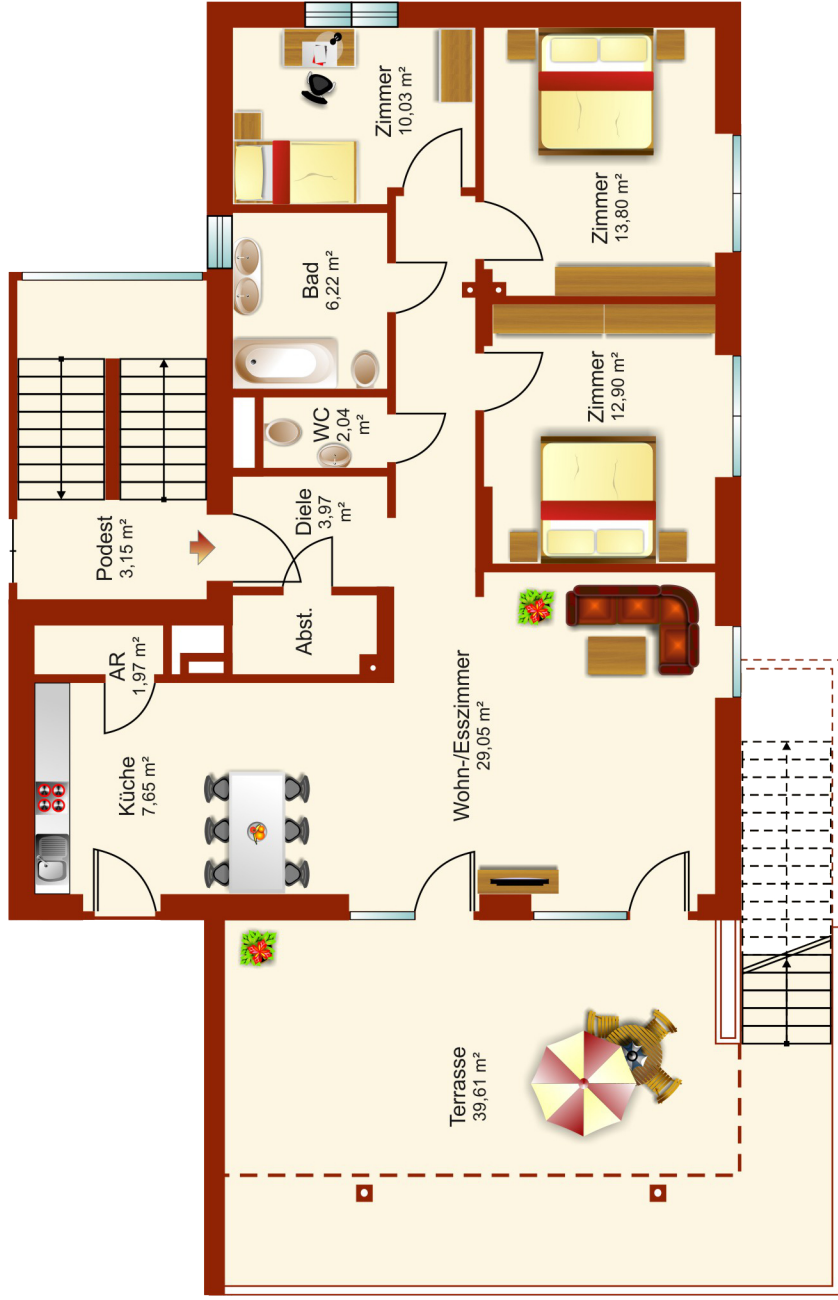 Podest
3,15 m²
AR
1,97 m²
Küche
7,65 m²
Abst.
Diele
3,97
m²
WC
2,04
m²
Bad
6,22 m²
Zimmer
10,03 m²
Zimmer
13,80 m²
Zimmer
12,90 m²
Wohn-/Esszimmer
29,05 m²
Terrasse
39,61 m²